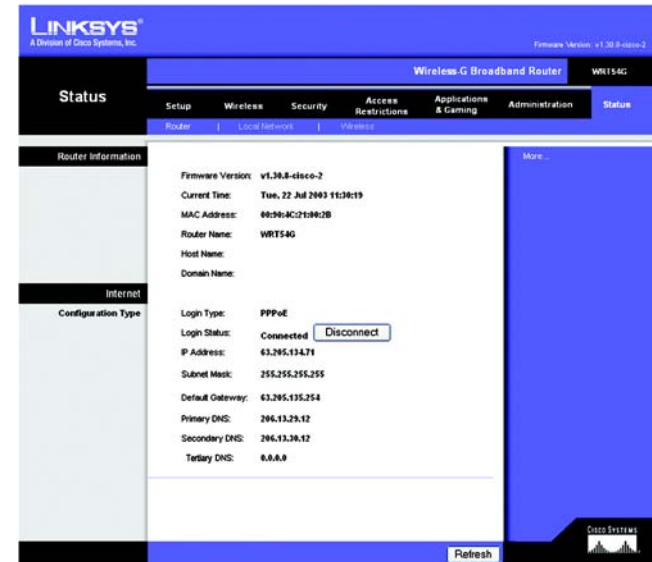 LINKSYS®
A Division of Cisco Systems, Inc.
Firmware Version: v1.30.8-cisco-2
Wireless-G Broadband Router WRT54G
Status
Setup Wireless Security Access Restrictions Applications & Gaming Administration Status
Router | Local Network | Wireless
Router Information
More...
Firmware Version: v1.30.8-cisco-2
Current Time: Tue, 22 Jul 2003 11:30:19
MAC Address: 00:90:4C:21:00:2B
Router Name: WRT54G
Host Name:
Domain Name:
Internet
Configuration Type
Login Type: PPPoE
Login Status: Connected Disconnect
IP Address: 63.205.134.71
Subnet Mask: 255.255.255.255
Default Gateway: 63.205.135.254
Primary DNS: 206.13.29.12
Secondary DNS: 206.13.30.12
Tertiary DNS: 0.0.0.0
Refresh
CISCO SYSTEMS